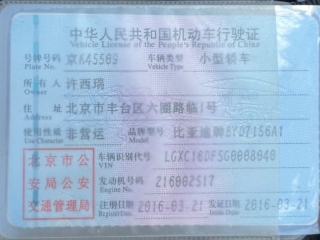 中华人民共和国机动车行驶证
Vehicle License of the People's Republic of China
号牌号码 京K45569 车辆类型 小型轿车
Plate No. Vehicle Type
所有人 许西瑞
Owner
住址 北京市丰台区六圈路临1号
Address
使用性质 非营运 品牌型号 比亚迪牌BYD7156A1
Use Character Model
北京市公
安局公安
交通管理局
车辆识别代号 LGXC16DF5G0008040
VIN
发动机号码 216002517
Engine No.
注册日期 2016-03-21 发证日期 2016-03-21
Register Date Issue Date